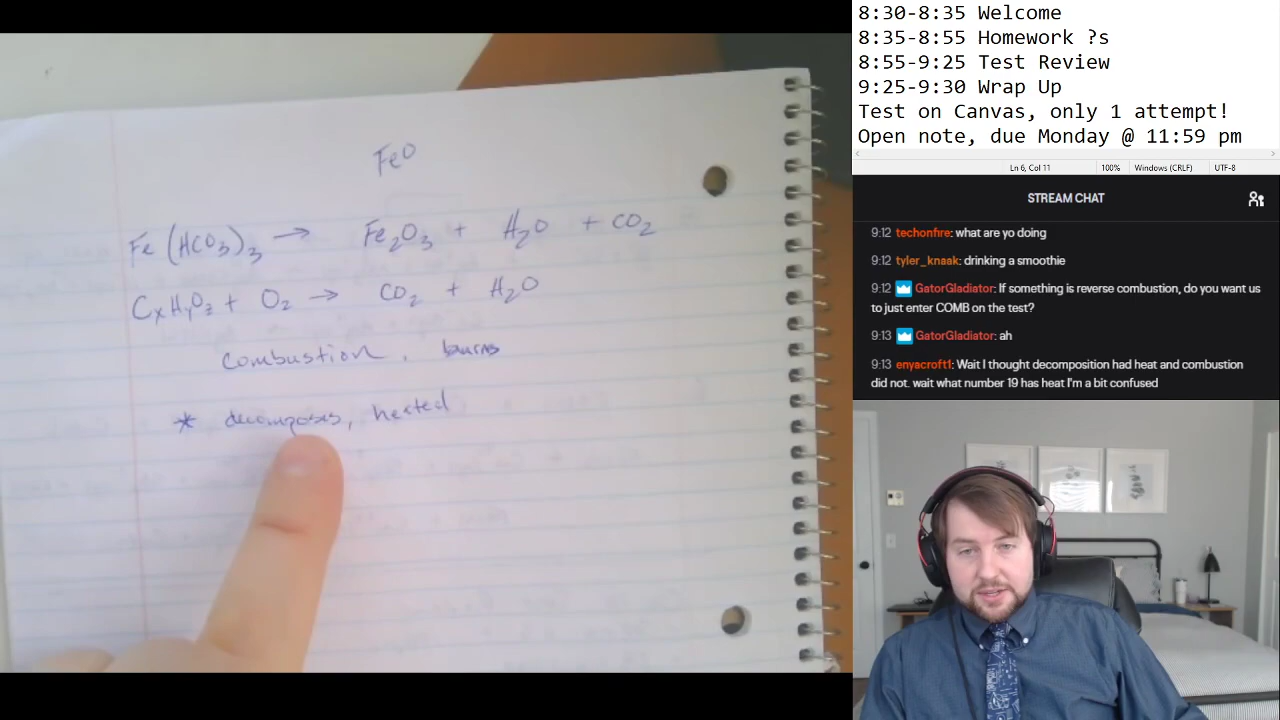 FeO
Fe(HCO3)3 → Fe2O3 + H2O + CO2
CxHyOz + O2 → CO2 + H2O
combustion, burns
* decomposes, heated
8:30-8:35 Welcome
8:35-8:55 Homework ?s
8:55-9:25 Test Review
9:25-9:30 Wrap Up
Test on Canvas, only 1 attempt!
Open note, due Monday @ 11:59 pm
Ln 6, Col 11 100% Windows (CRLF) UTF-8
STREAM CHAT
9:12 techonfire: what are yo doing
9:12 tyler_knaak: drinking a smoothie
9:12 GatorGladiator: If something is reverse combustion, do you want us
to just enter COMB on the test?
9:13 GatorGladiator: ah
9:13 enyacroft1: Wait I thought decomposition had heat and combustion
did not. wait what number 19 has heat I'm a bit confused